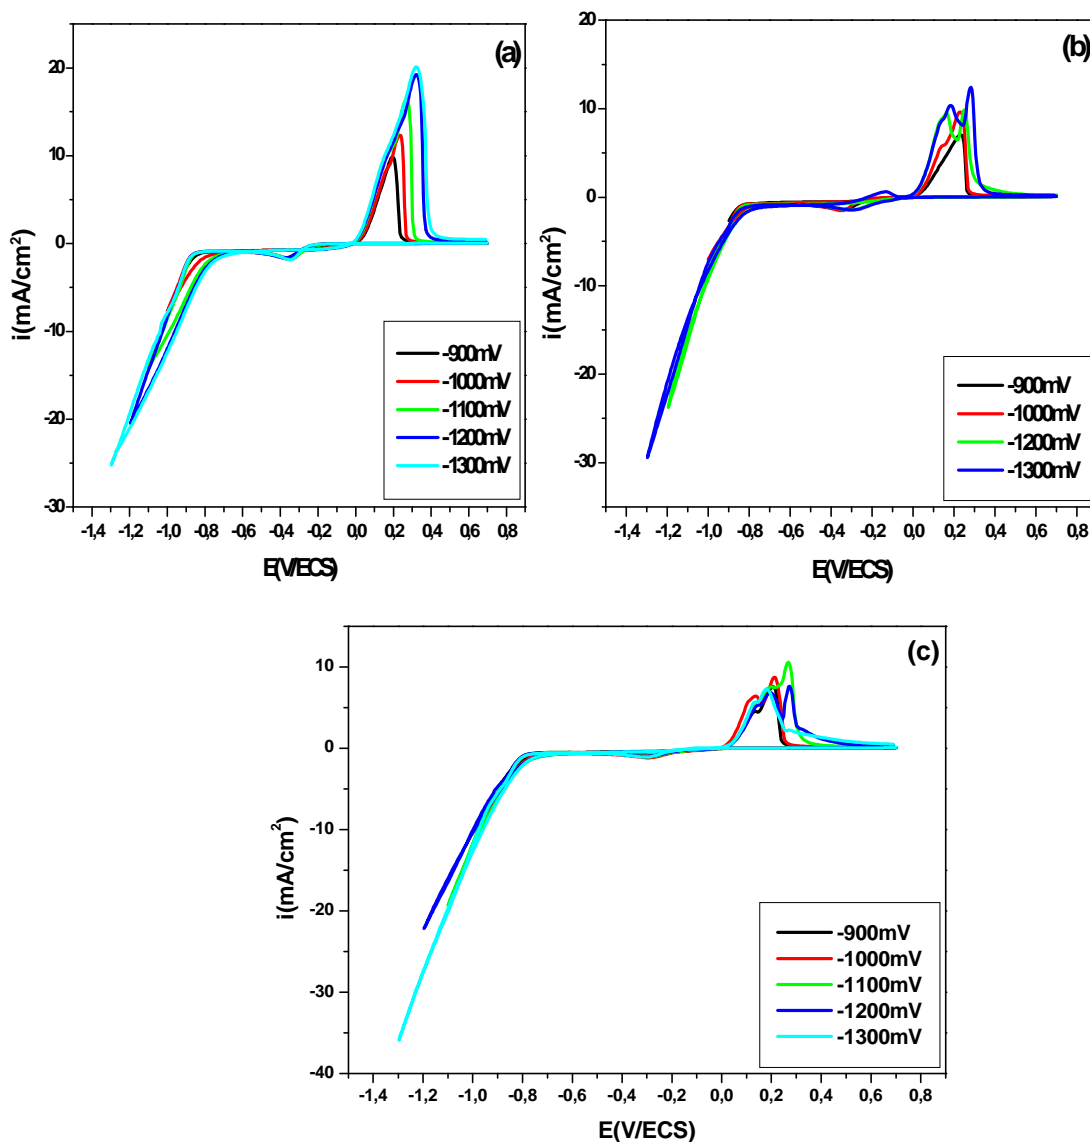 (a)
20
10
0
-10
-20
-30
i(mA/cm²)
-1,4 -1,2 -1,0 -0,8 -0,6 -0,4 -0,2 0,0 0,2 0,4 0,6 0,8
E(V/ECS)
-900mV
-1000mV
-1100mV
-1200mV
-1300mV
(b)
20
10
0
-10
-20
-30
i(mA/cm²)
-1,4 -1,2 -1,0 -0,8 -0,6 -0,4 -0,2 0,0 0,2 0,4 0,6 0,8
E(V/ECS)
-900mV
-1000mV
-1200mV
-1300mV
(c)
10
0
-10
-20
-30
-40
i(mA/cm²)
-1,4 -1,2 -1,0 -0,8 -0,6 -0,4 -0,2 0,0 0,2 0,4 0,6 0,8
E(V/ECS)
-900mV
-1000mV
-1100mV
-1200mV
-1300mV